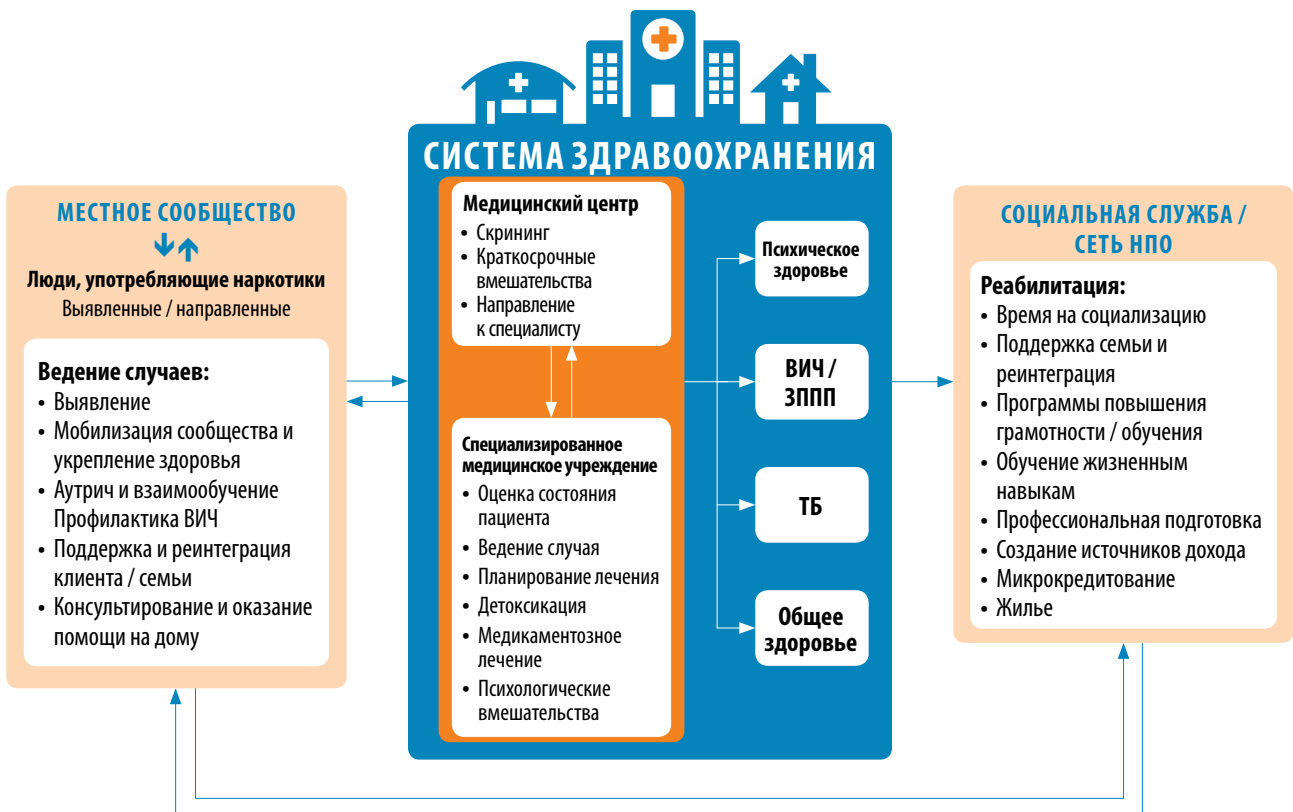 СИСТЕМА ЗДРАВООХРАНЕНИЯ
МЕСТНОЕ СООБЩЕСТВО
Люди, употребляющие наркотики
Выявленные / направленные
Ведение случаев:
• Выявление
• Мобилизация сообщества и
укрепление здоровья
• Аутрич и взаимообучение
Профилактика ВИЧ
• Поддержка и реинтеграция
клиента / семьи
• Консультирование и оказание
помощи на дому
Медицинский центр
• Скрининг
• Краткосрочные
вмешательства
• Направление
к специалисту
Специализированное
медицинское учреждение
• Оценка состояния
пациента
• Ведение случая
• Планирование лечения
• Детоксикация
• Медикаментозное
лечение
• Психологические
вмешательства
Психическое
здоровье
ВИЧ /
ЗППП
ТБ
Общее
здоровье
СОЦИАЛЬНАЯ СЛУЖБА /
СЕТЬ НПО
Реабилитация:
• Время на социализацию
• Поддержка семьи и
реинтеграция
• Программы повышения
грамотности / обучения
• Обучение жизненным
навыкам
• Профессиональная подготовка
• Создание источников дохода
• Микрокредитование
• Жилье